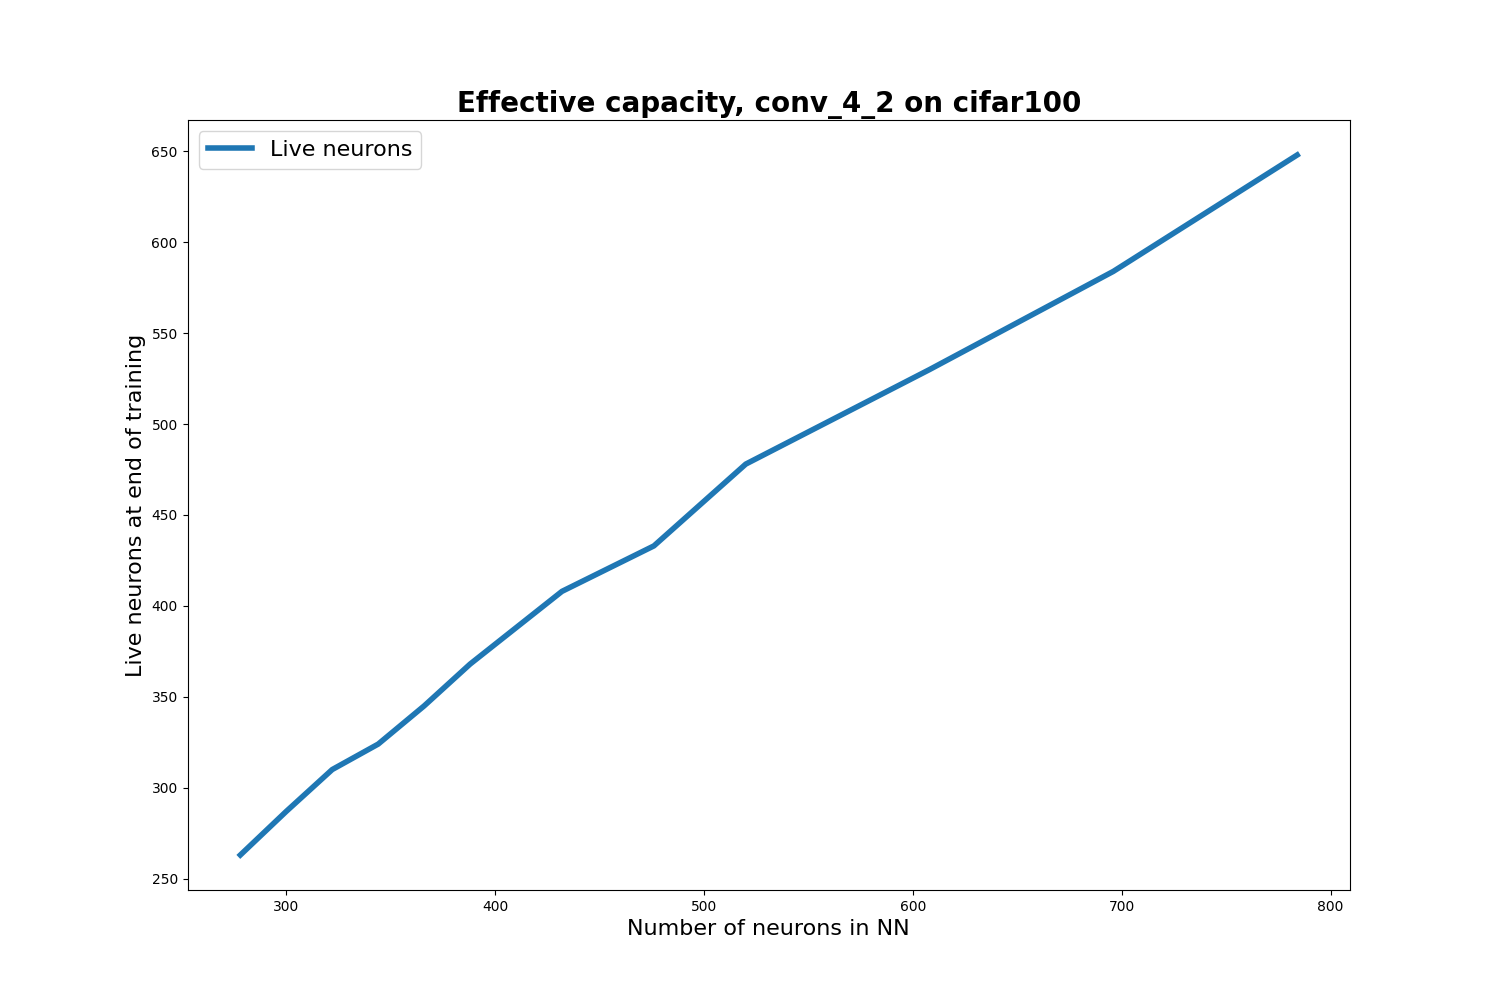 Effective capacity, conv_4_2 on cifar100
Live neurons
650
600
550
500
450
400
350
300
250
Live neurons at end of training
300 400 500 600 700 800
Number of neurons in NN